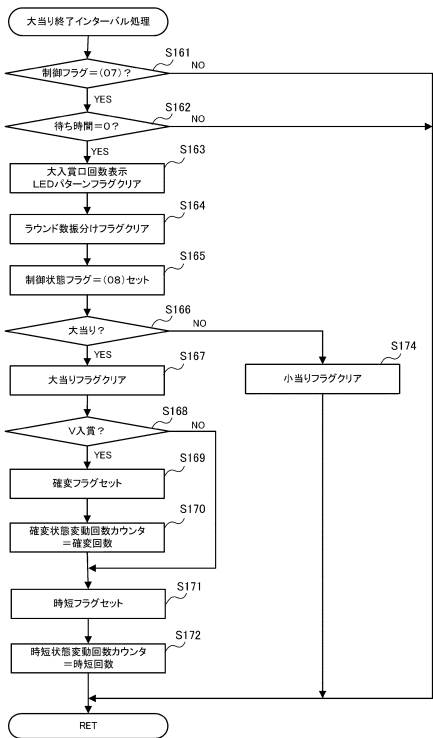 大当り終了インターバル処理
S161
制御フラグ=(07)?
NO
YES
S162
待ち時間=0?
NO
YES
S163
大入賞口回数表示
LEDパターンフラグクリア
S164
ラウンド数振分けフラグクリア
S165
制御状態フラグ=(08)セット
S166
大当り?
NO
YES
S167
大当りフラグクリア
S174
小当りフラグクリア
S168
V入賞?
NO
YES
S169
確変フラグセット
S170
確変状態変動回数カウンタ
=確変回数
S171
時短フラグセット
S172
時短状態変動回数カウンタ
=時短回数
RET